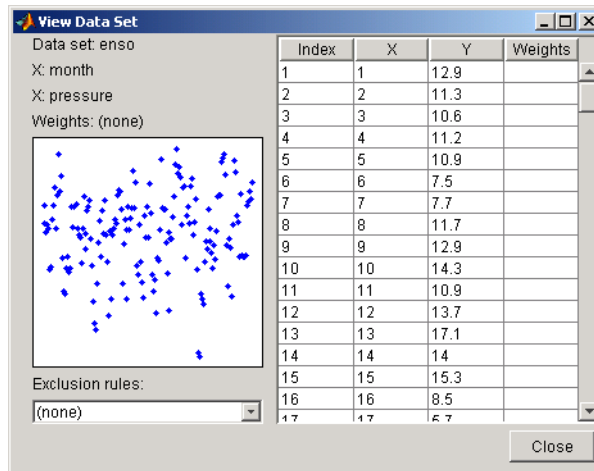 View Data Set
Data set: enso
X: month
X: pressure
Weights: (none)
Exclusion rules:
(none)
Index X Y Weights
1 1 12.9
2 2 11.3
3 3 10.6
4 4 11.2
5 5 10.9
6 6 7.5
7 7 7.7
8 8 11.7
9 9 12.9
10 10 14.3
11 11 10.9
12 12 13.7
13 13 17.1
14 14 14
15 15 15.3
16 16 8.5
17 17 5.7
Close